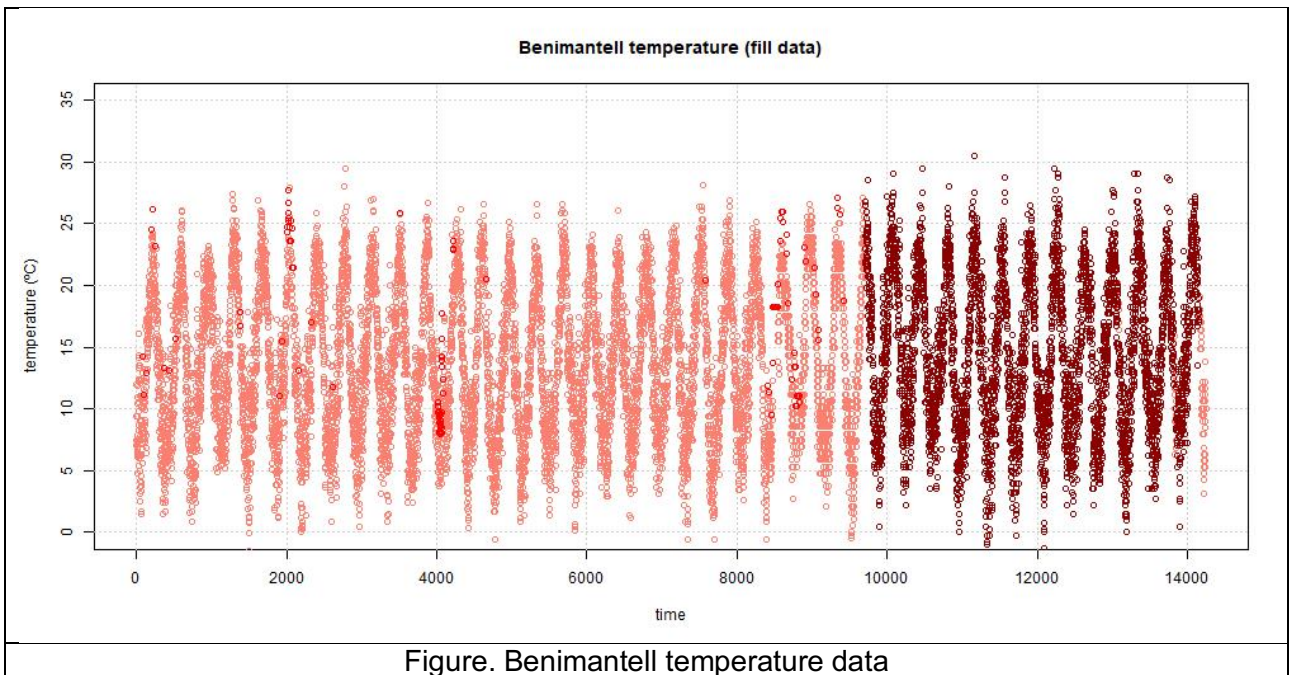 Benimantell temperature (fill data)
35
30
25
20
15
10
5
0
temperature (ºC)
0 2000 4000 6000 8000 10000 12000 14000
time
Figure. Benimantell temperature data